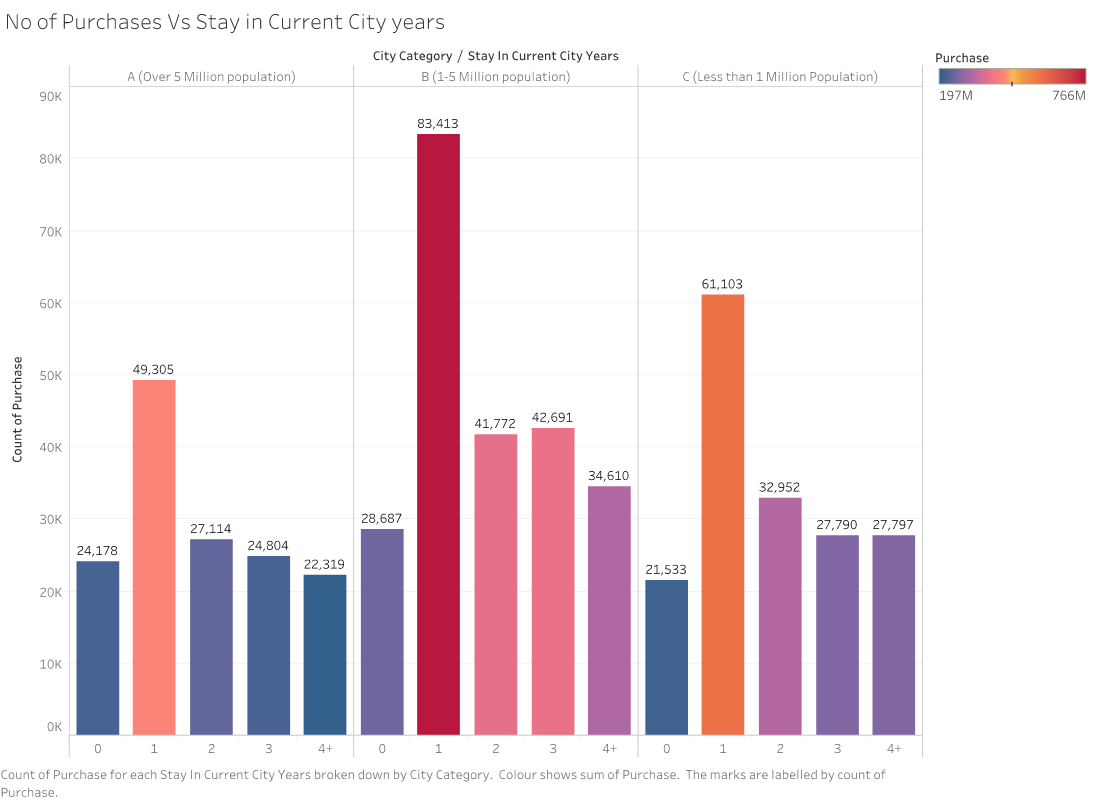 No of Purchases Vs Stay in Current City years
City Category / Stay In Current City Years
A (Over 5 Million population)
B (1-5 Million population)
C (Less than 1 Million Population)
Purchase
197M
766M
Count of Purchase
90K
80K
70K
60K
50K
40K
30K
20K
10K
0K
24,178
49,305
27,114
24,804
22,319
28,687
83,413
41,772
42,691
34,610
21,533
61,103
32,952
27,790
27,797
0 1 2 3 4+ 0 1 2 3 4+ 0 1 2 3 4+
Count of Purchase for each Stay In Current City Years broken down by City Category. Colour shows sum of Purchase. The marks are labelled by count of
Purchase.